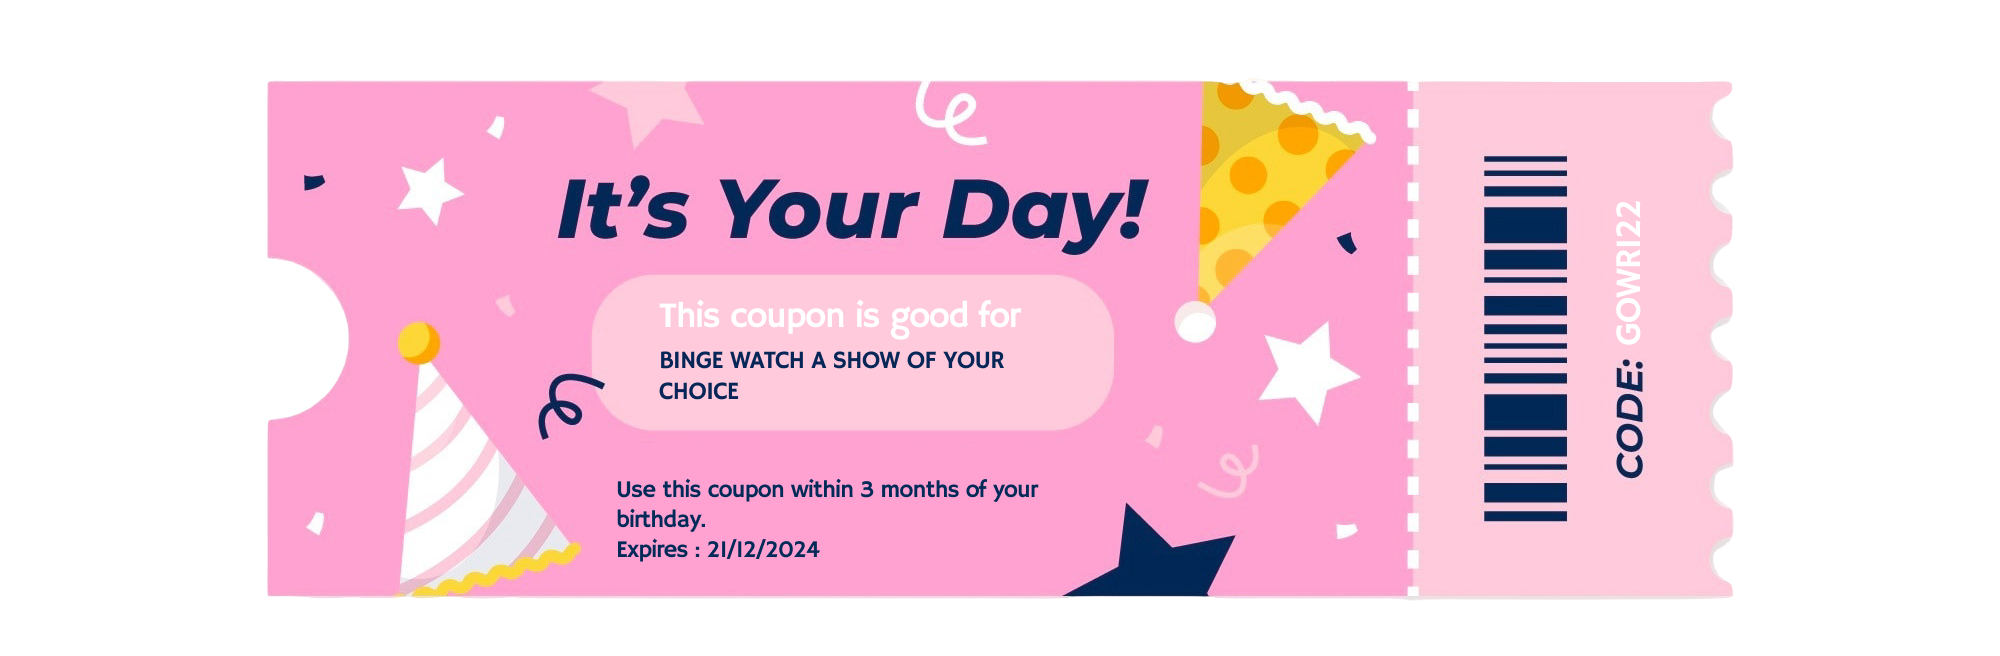 It’s Your Day!
This coupon is good for
BINGE WATCH A SHOW OF YOUR
CHOICE
Use this coupon within 3 months of your
birthday.
Expires : 21/12/2024
CODE: GOWRI22